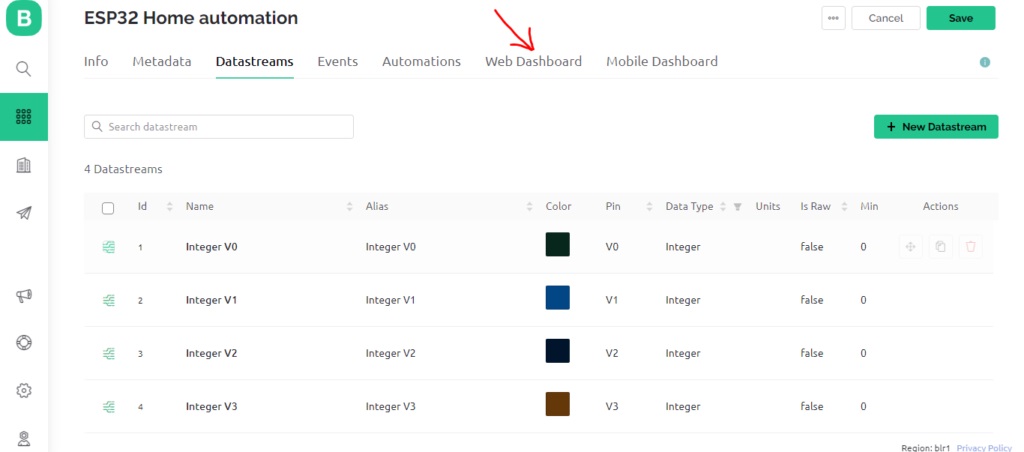 B
ESP32 Home automation
••• Cancel Save
Info Metadata Datastreams Events Automations Web Dashboard Mobile Dashboard
Search datastream + New Datastream
4 Datastreams
Id Name Alias Color Pin Data Type Units Is Raw Min Actions
1 Integer V0 Integer V0 V0 Integer false 0
2 Integer V1 Integer V1 V1 Integer false 0
3 Integer V2 Integer V2 V2 Integer false 0
4 Integer V3 Integer V3 V3 Integer false 0
Region: blr1 Privacy Policy